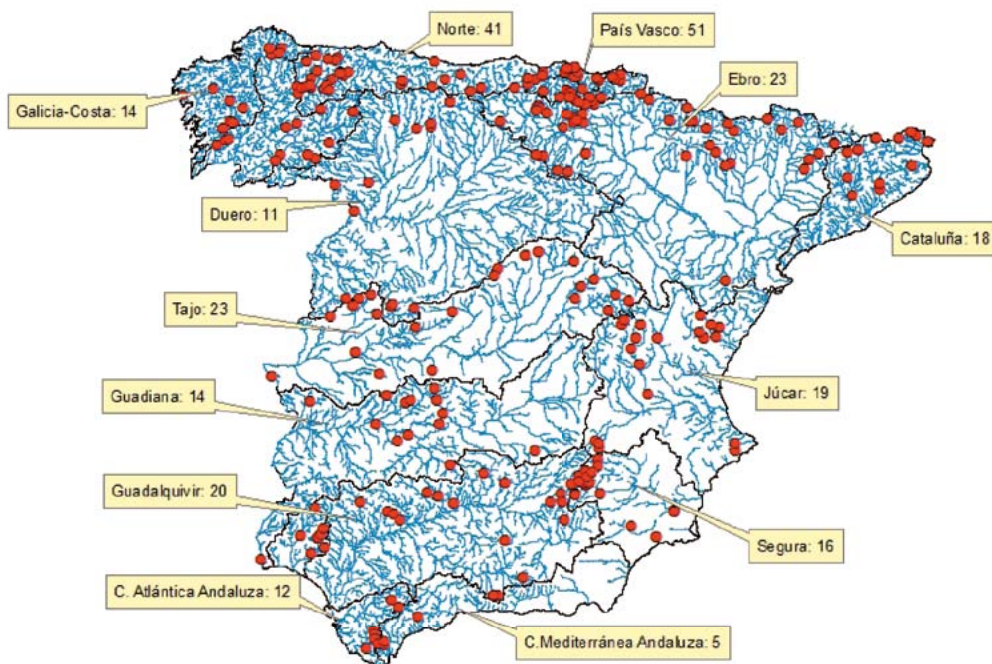 Norte: 41
País Vasco: 51
Ebro: 23
Galicia-Costa: 14
Duero: 11
Cataluña: 18
Tajo: 23
Guadiana: 14
Júcar: 19
Guadalquivir: 20
Segura: 16
C. Atlántica Andaluza: 12
C.Mediterránea Andaluza: 5